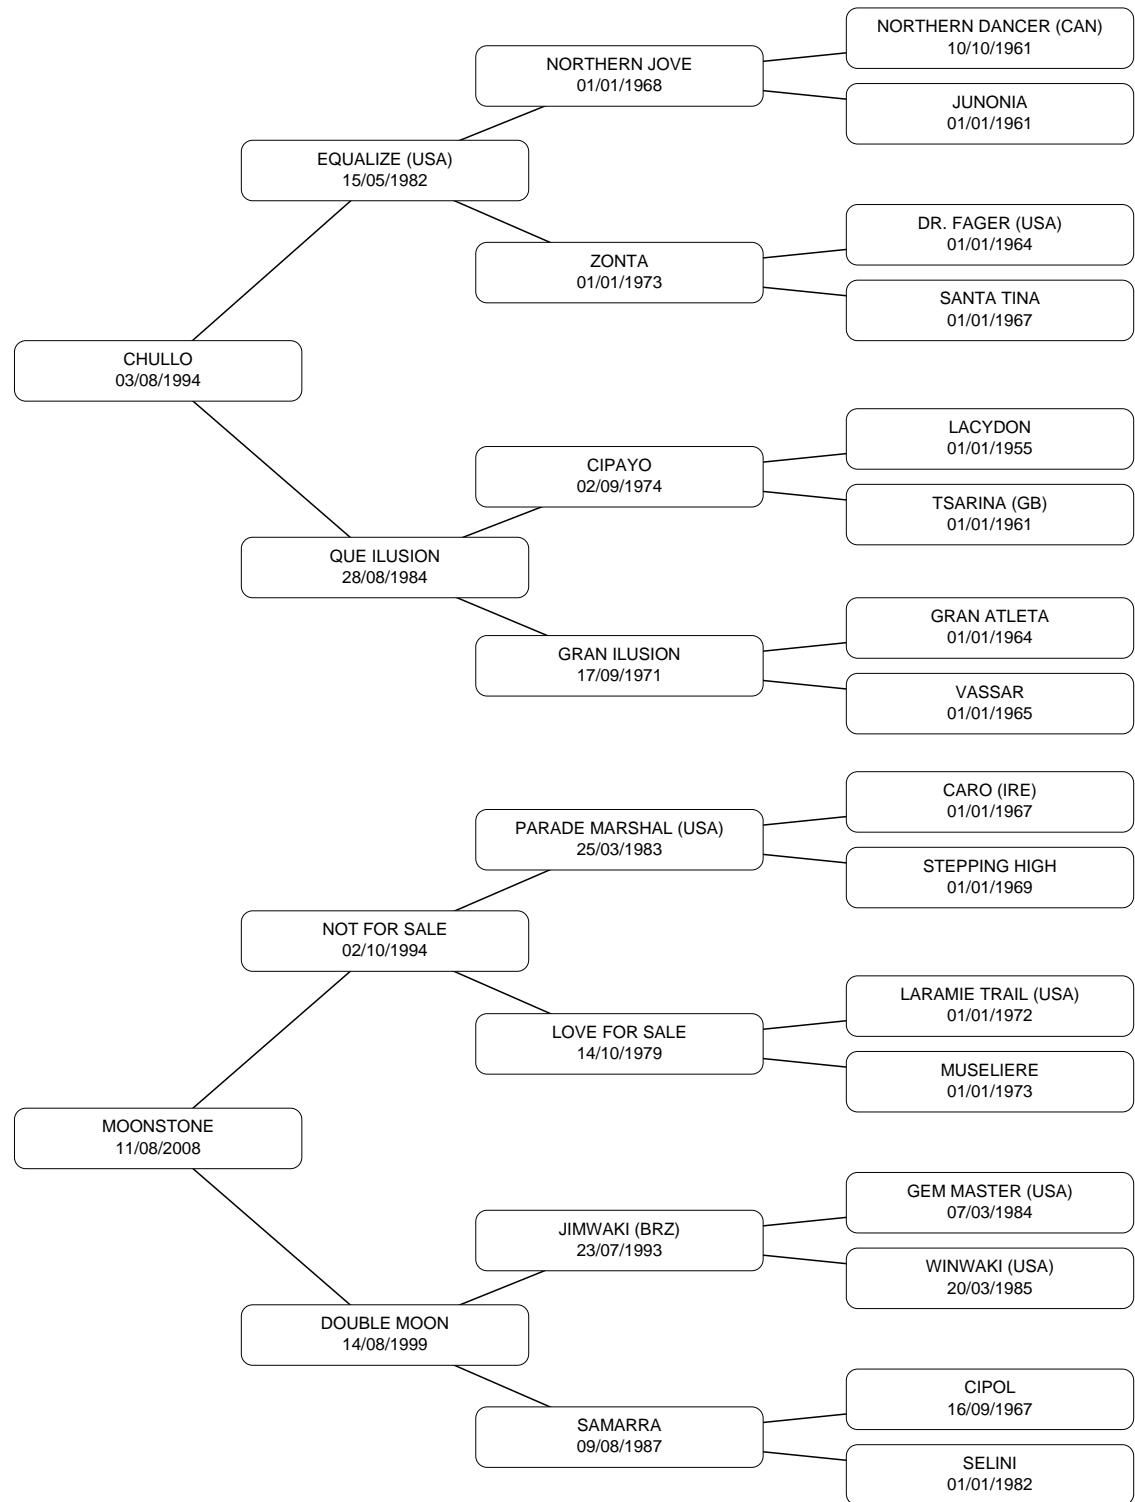 NORTHERN DANCER (CAN)
10/10/1961
NORTHERN JOVE
01/01/1968
JUNONIA
01/01/1961
EQUALIZE (USA)
15/05/1982
DR. FAGER (USA)
01/01/1964
ZONTA
01/01/1973
SANTA TINA
01/01/1967
CHULLO
03/08/1994
LACYDON
01/01/1955
CIPAYO
02/09/1974
TSARINA (GB)
01/01/1961
QUE ILUSION
28/08/1984
GRAN ATLETA
01/01/1964
GRAN ILUSION
17/09/1971
VASSAR
01/01/1965
CARO (IRE)
01/01/1967
PARADE MARSHAL (USA)
25/03/1983
STEPPING HIGH
01/01/1969
NOT FOR SALE
02/10/1994
LARAMIE TRAIL (USA)
01/01/1972
LOVE FOR SALE
14/10/1979
MUSELIERE
01/01/1973
MOONSTONE
11/08/2008
GEM MASTER (USA)
07/03/1984
JIMWAKI (BRZ)
23/07/1993
WINWAKI (USA)
20/03/1985
DOUBLE MOON
14/08/1999
CIPOL
16/09/1967
SAMARRA
09/08/1987
SELINI
01/01/1982